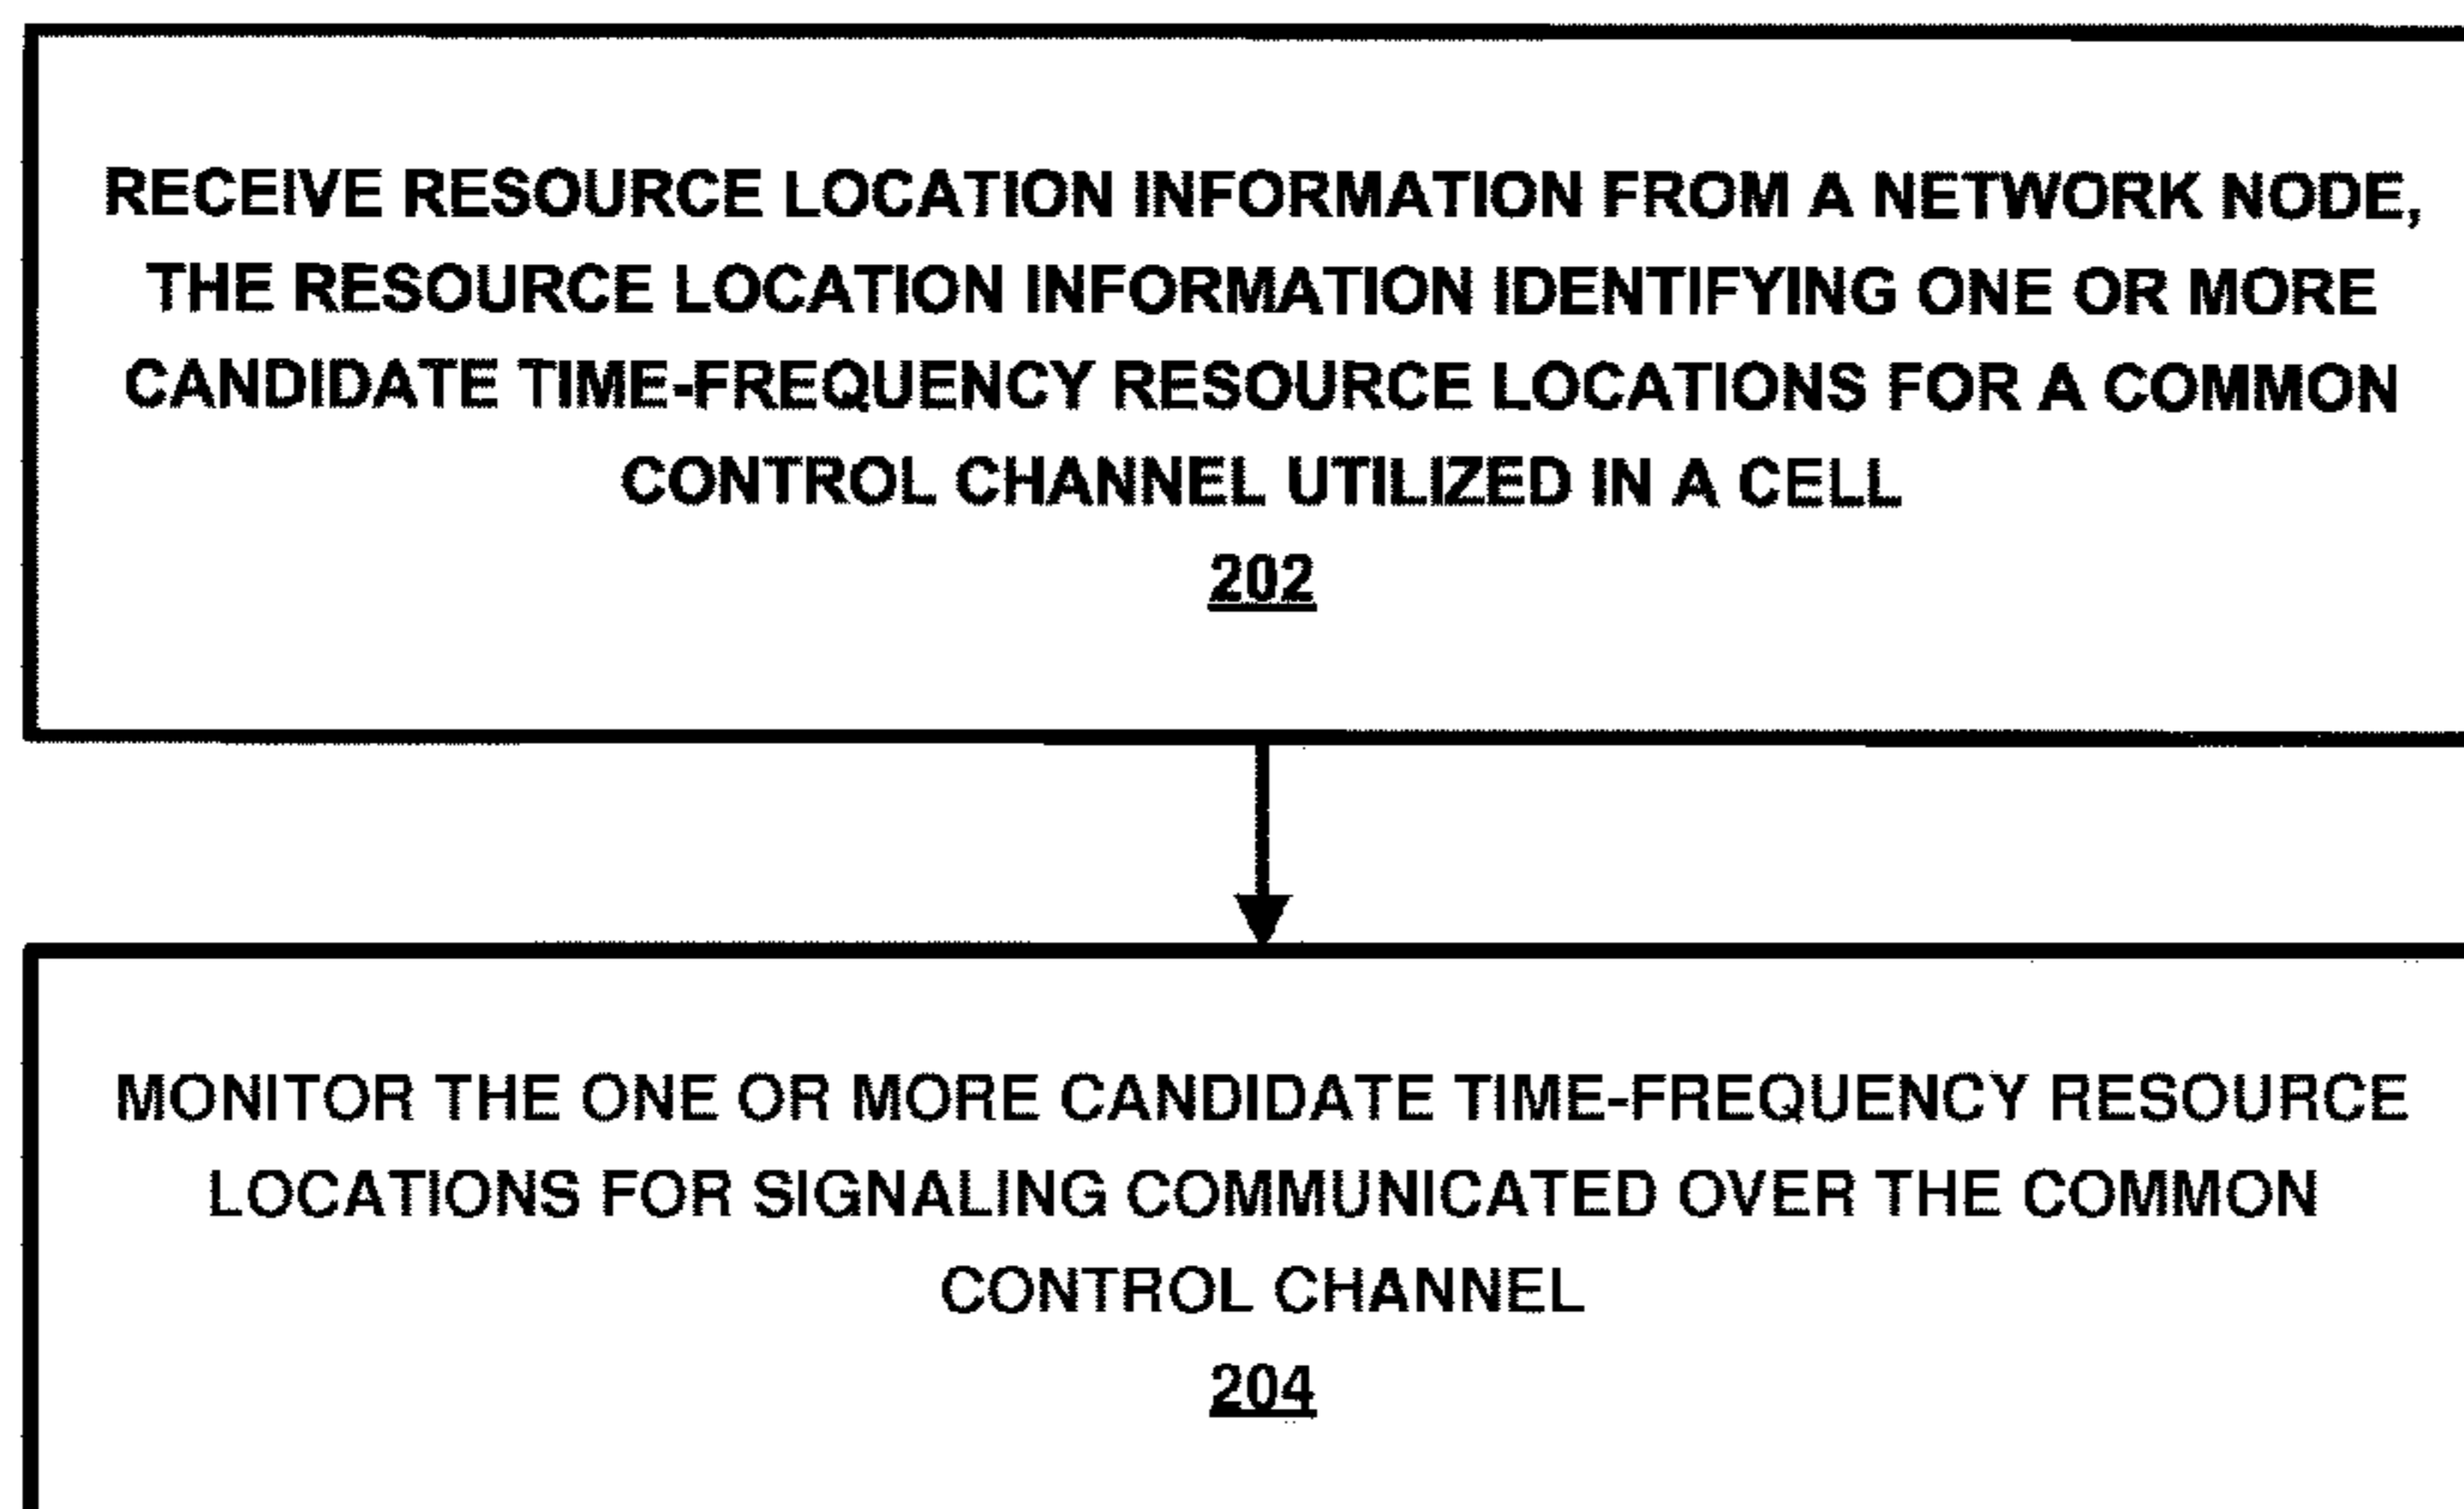 RECEIVE RESOURCE LOCATION INFORMATION FROM A NETWORK NODE,
THE RESOURCE LOCATION INFORMATION IDENTIFYING ONE OR MORE
CANDIDATE TIME-FREQUENCY RESOURCE LOCATIONS FOR A COMMON
CONTROL CHANNEL UTILIZED IN A CELL
202
MONITOR THE ONE OR MORE CANDIDATE TIME-FREQUENCY RESOURCE
LOCATIONS FOR SIGNALING COMMUNICATED OVER THE COMMON
CONTROL CHANNEL
204